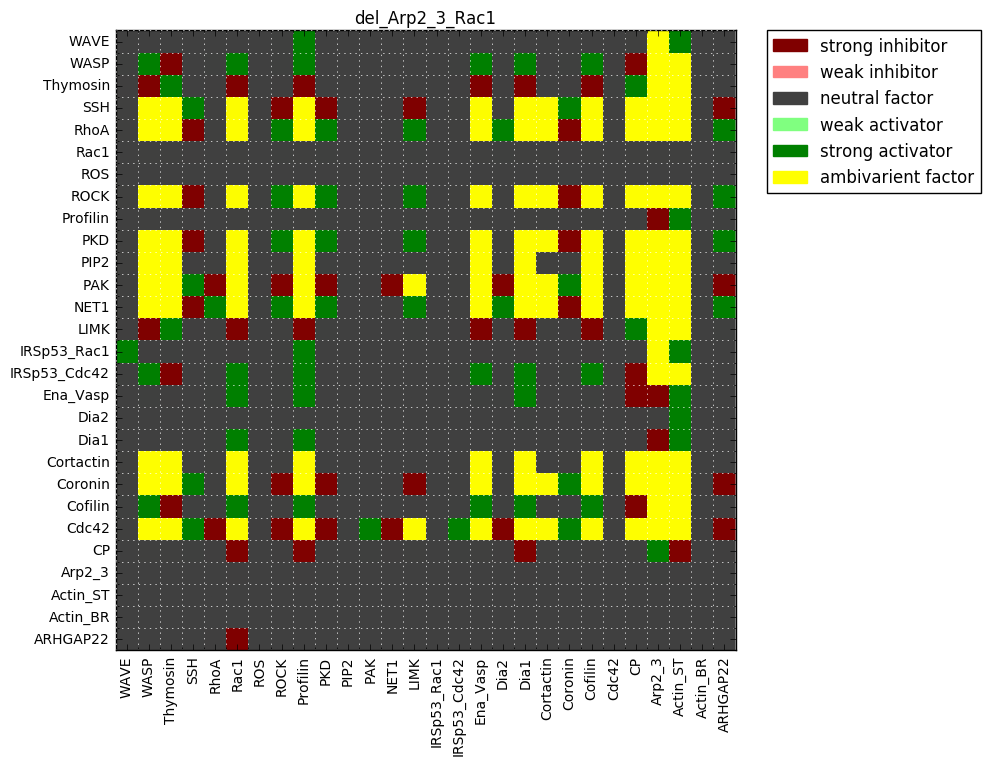 del_Arp2_3_Rac1
strong inhibitor
weak inhibitor
neutral factor
weak activator
strong activator
ambivarient factor
WAVE
WASP
Thymosin
SSH
RhoA
Rac1
ROS
ROCK
Profilin
PKD
PIP2
PAK
NET1
LIMK
IRSp53_Rac1
IRSp53_Cdc42
Ena_Vasp
Dia2
Dia1
Cortactin
Coronin
Cofilin
Cdc42
CP
Arp2_3
Actin_ST
Actin_BR
ARHGAP22
WAVE
WASP
Thymosin
SSH
RhoA
Rac1
ROS
ROCK
Profilin
PKD
PIP2
PAK
NET1
LIMK
IRSp53_Rac1
IRSp53_Cdc42
Ena_Vasp
Dia2
Dia1
Cortactin
Coronin
Cofilin
Cdc42
CP
Arp2_3
Actin_ST
Actin_BR
ARHGAP22